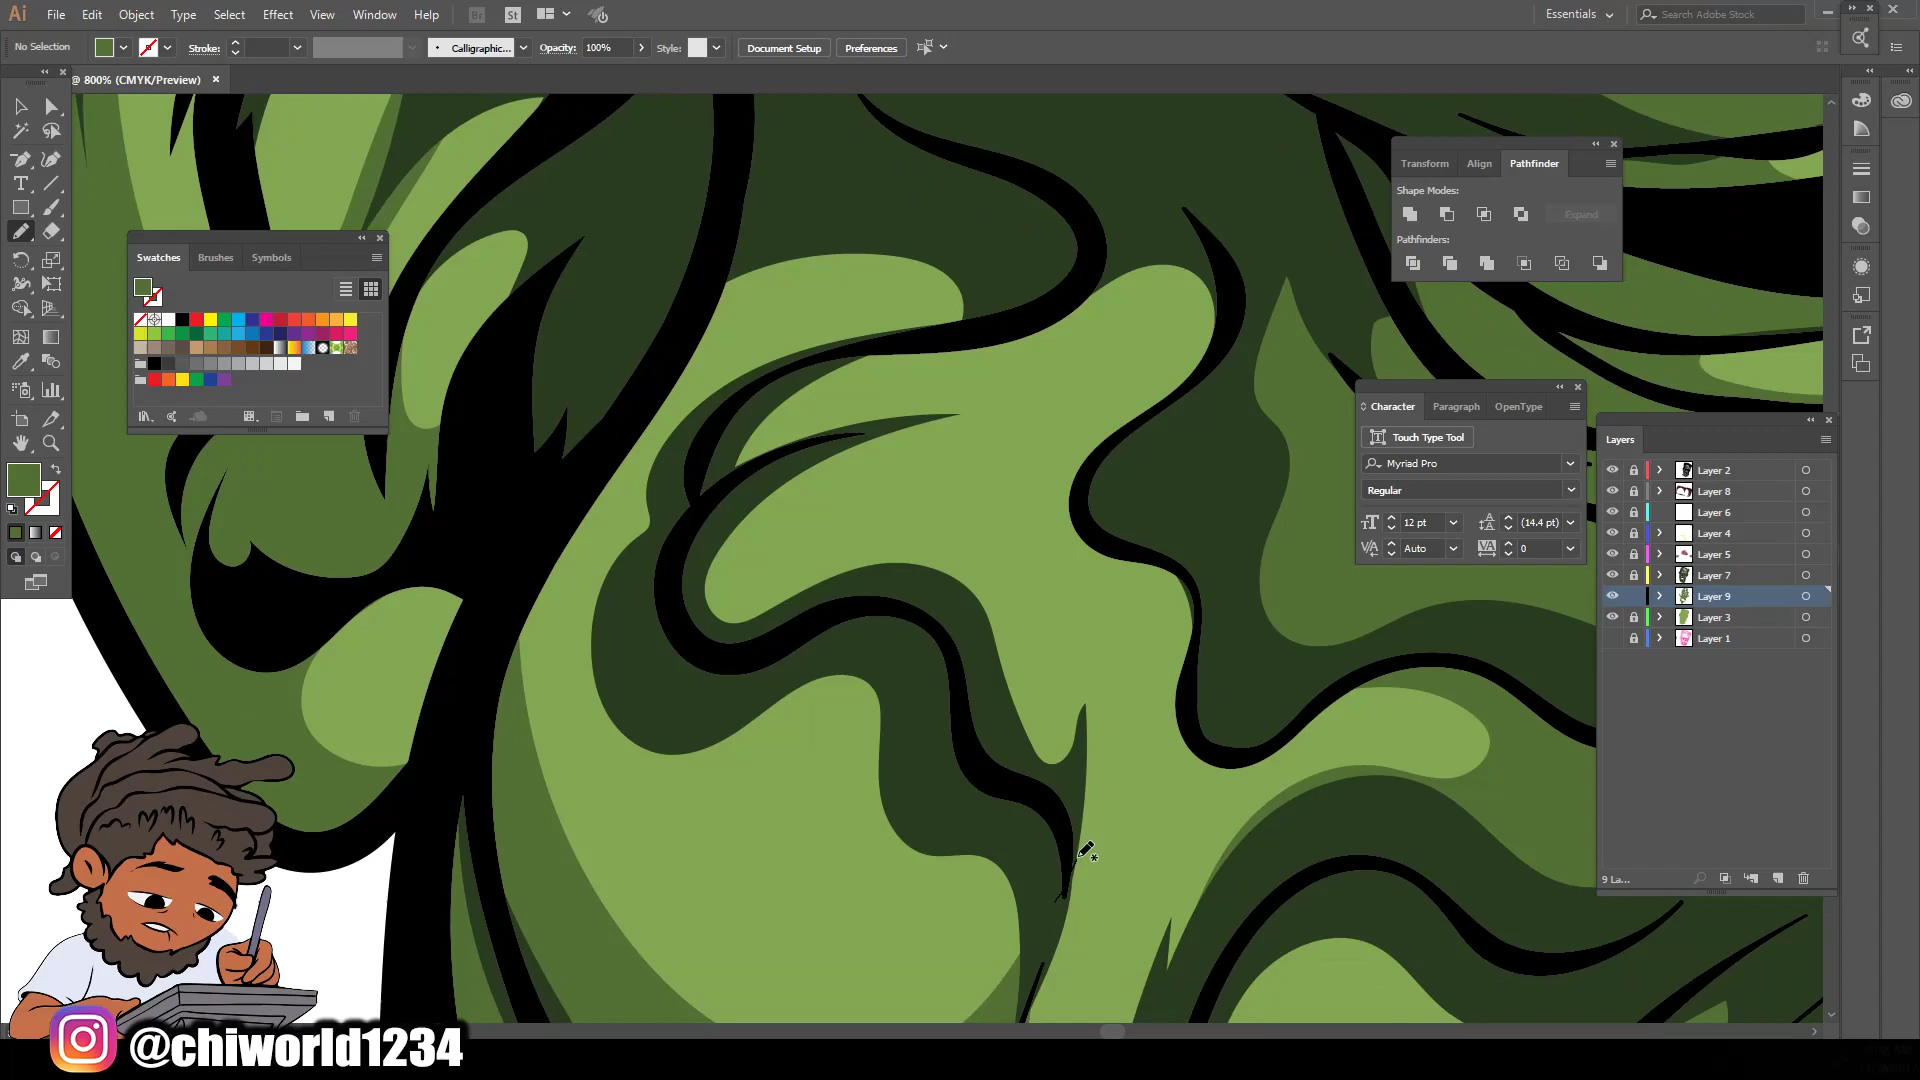 Ai File Edit Object Type Select Effect View Window Help Br St Essentials Search Adobe Stock
No Selection Stroke: Calligraphic... Opacity: 100% Style: Document Setup Preferences
@ 800% (CMYK/Preview)
Transform Align Pathfinder
Shape Modes:
Expand
Pathfinders:
Swatches Brushes Symbols
Character Paragraph OpenType
Touch Type Tool
Myriad Pro
Regular
12 pt (14.4 pt)
Auto 0
Layers
Layer 2
Layer 8
Layer 6
Layer 4
Layer 5
Layer 7
Layer 9
Layer 3
Layer 1
9 La...
@chiworld1234